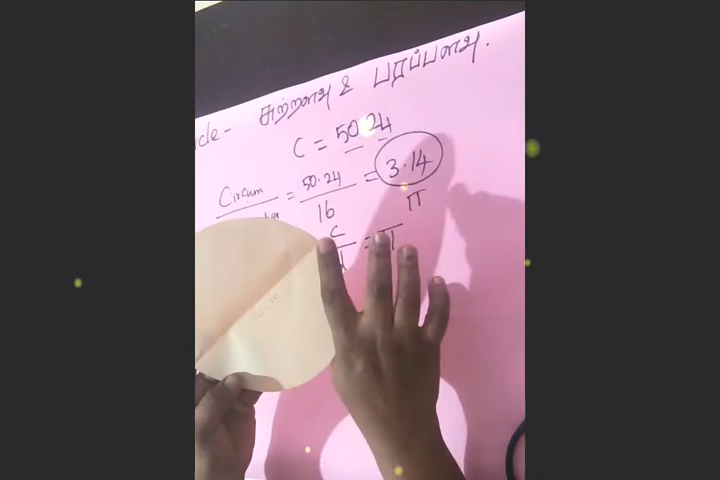 cle - சுற்றளவு & பரப்பளவு.
C = 50.24
Circum = 50.24 = 3.14
16 π
C = π
d